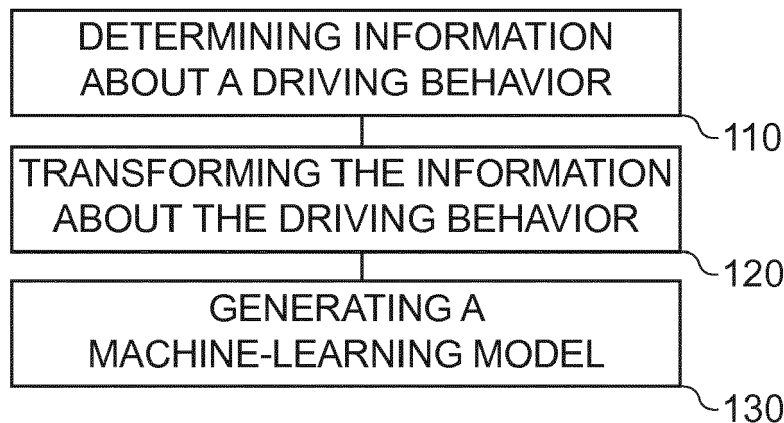 DETERMINING INFORMATION
ABOUT A DRIVING BEHAVIOR
110
TRANSFORMING THE INFORMATION
ABOUT THE DRIVING BEHAVIOR
120
GENERATING A
MACHINE-LEARNING MODEL
130